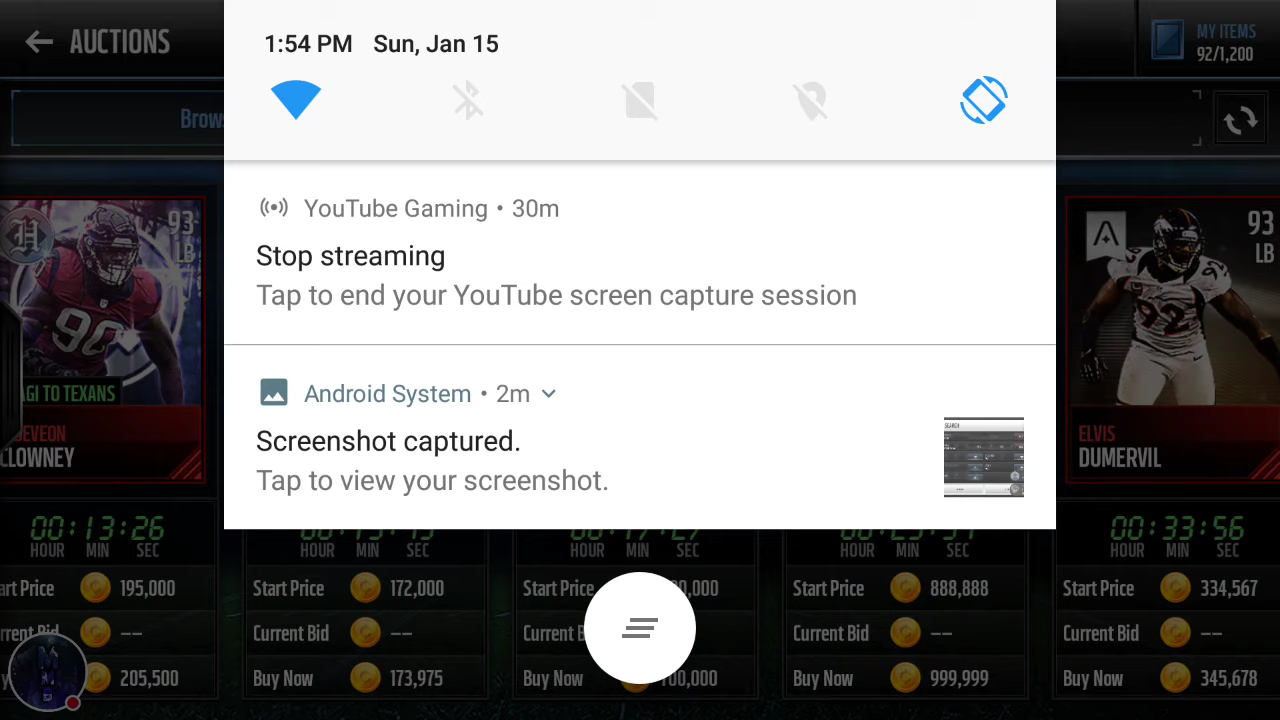 1:54 PM Sun, Jan 15
AUCTIONS
MY ITEMS
92/1,200
YouTube Gaming • 30m
Stop streaming
Tap to end your YouTube screen capture session
Android System • 2m
Screenshot captured.
Tap to view your screenshot.
93
LB
90
TO TEXANS
CLOWNEY
93
LB
92
ELVIS
DUMERVIL
00:13:26
HOUR MIN SEC
Price 195,000
--
205,500
HOUR MIN SEC
Start Price 172,000
Current Bid --
Buy Now 173,975
HOUR MIN SEC
Start Price
Current
Buy Now
HOUR MIN SEC
Start Price 888,888
Current Bid --
Buy Now 999,999
00:33:56
HOUR MIN SEC
Start Price 334,567
Current Bid --
Buy Now 345,678